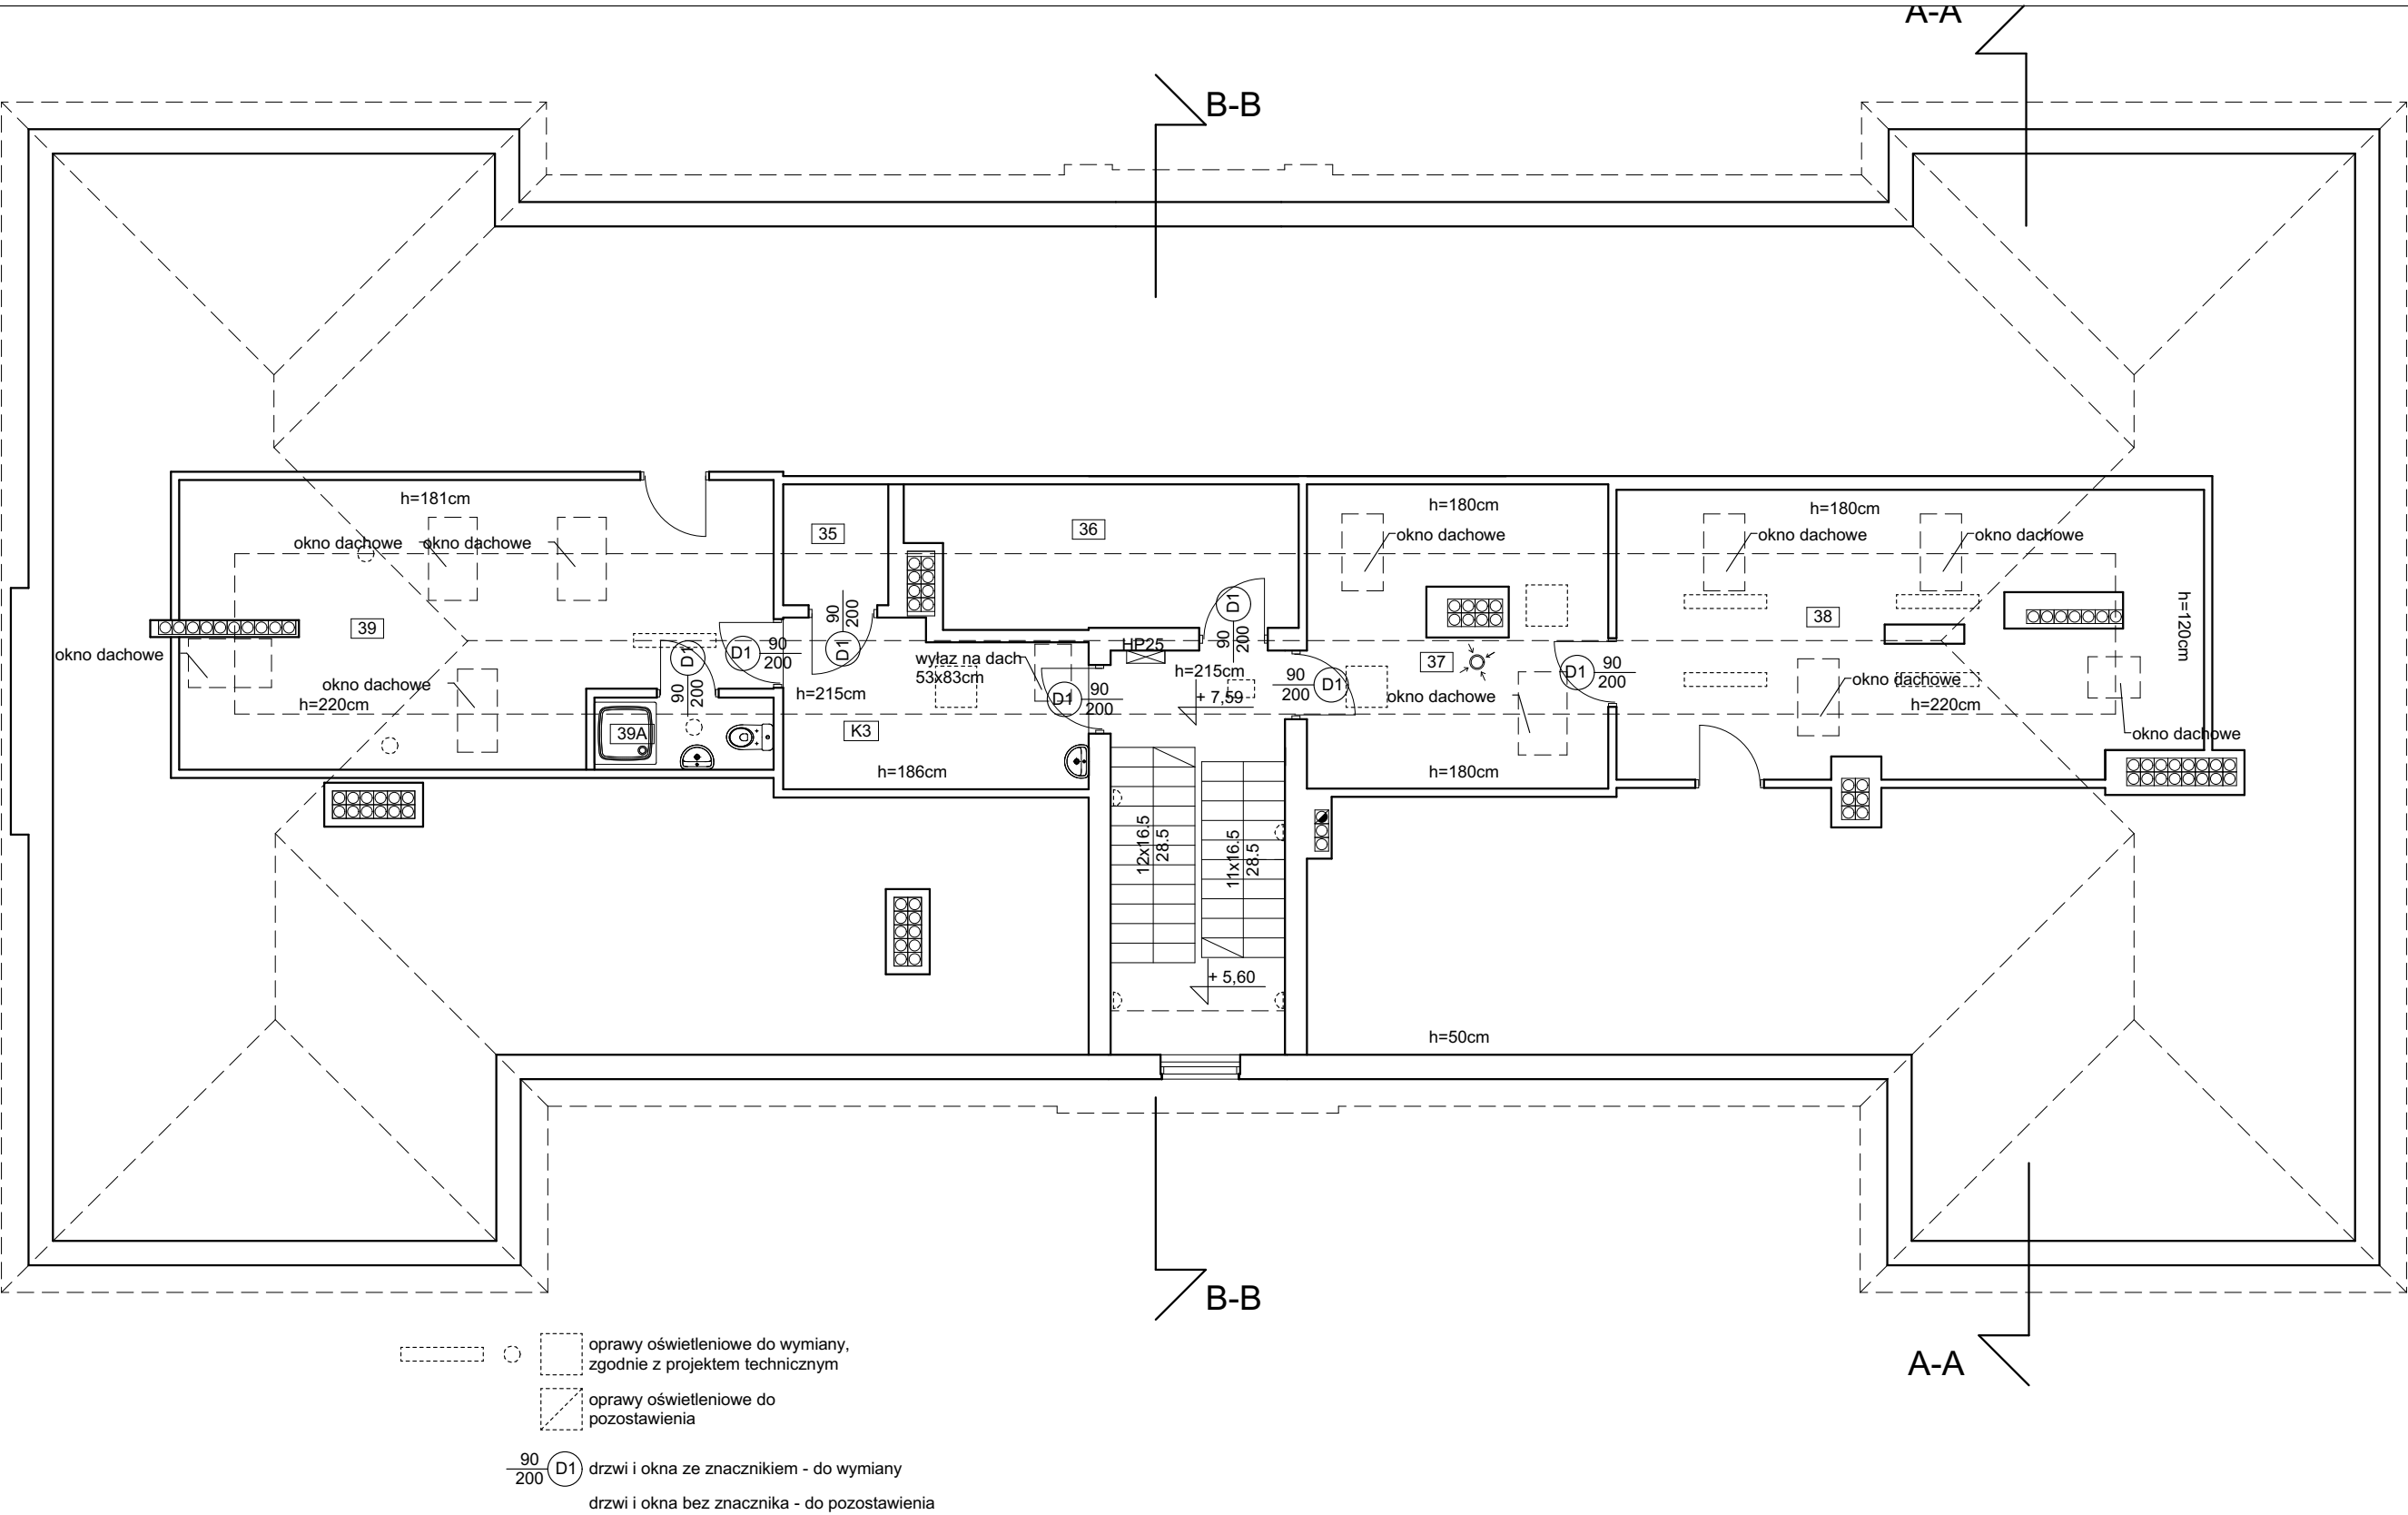 A-A
B-B
h=181cm
okno dachowe
okno dachowe
39
okno dachowe
okno dachowe
h=220cm
39A
D1
90
200
D1
90
200
35
90
200
D1
h=215cm
K3
h=186cm
36
wyłaz na dach
53x83cm
D1
90
200
HP25
D1
90
200
h=215cm
+ 7,59
90
200
D1
12x16.5
28.5
11x16.5
28.5
+ 5,60
h=180cm
okno dachowe
37
okno dachowe
h=180cm
D1
90
200
h=180cm
okno dachowe
okno dachowe
38
h=120cm
okno dachowe
h=220cm
okno dachowe
h=50cm
B-B
A-A
oprawy oświetleniowe do wymiany,
zgodnie z projektem technicznym
oprawy oświetleniowe do
pozostawienia
90
200
D1
drzwi i okna ze znacznikiem - do wymiany
drzwi i okna bez znacznika - do pozostawienia